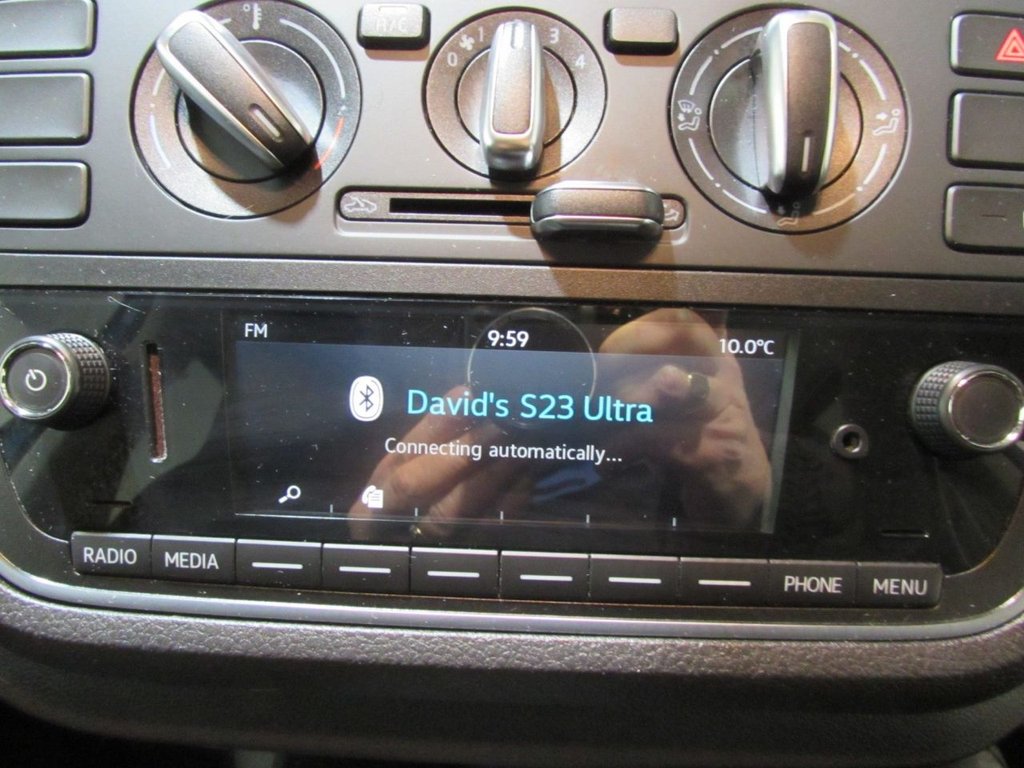 A/C
0 1 3 4
FM 9:59 10.0°C
David's S23 Ultra
Connecting automatically...
RADIO MEDIA PHONE MENU